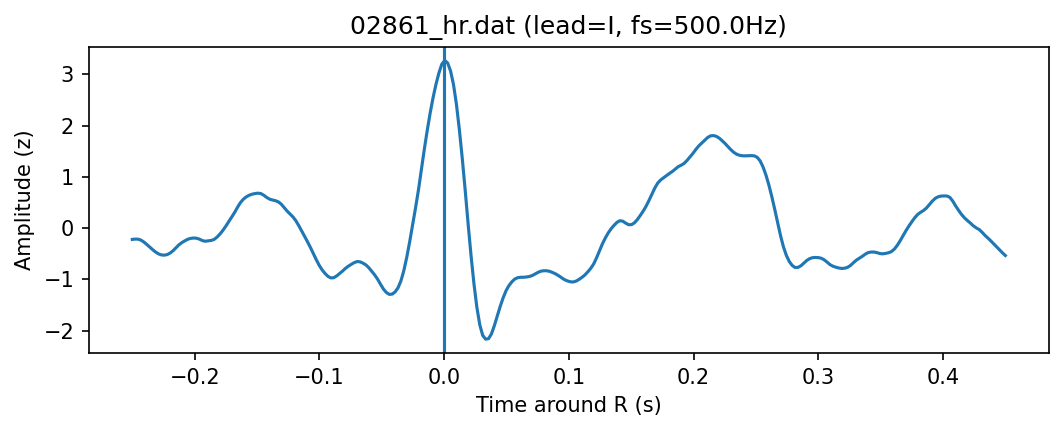 02861_hr.dat (lead=I, fs=500.0Hz)
Amplitude (z)
3
2
1
0
−1
−2
−0.2 −0.1 0.0 0.1 0.2 0.3 0.4
Time around R (s)